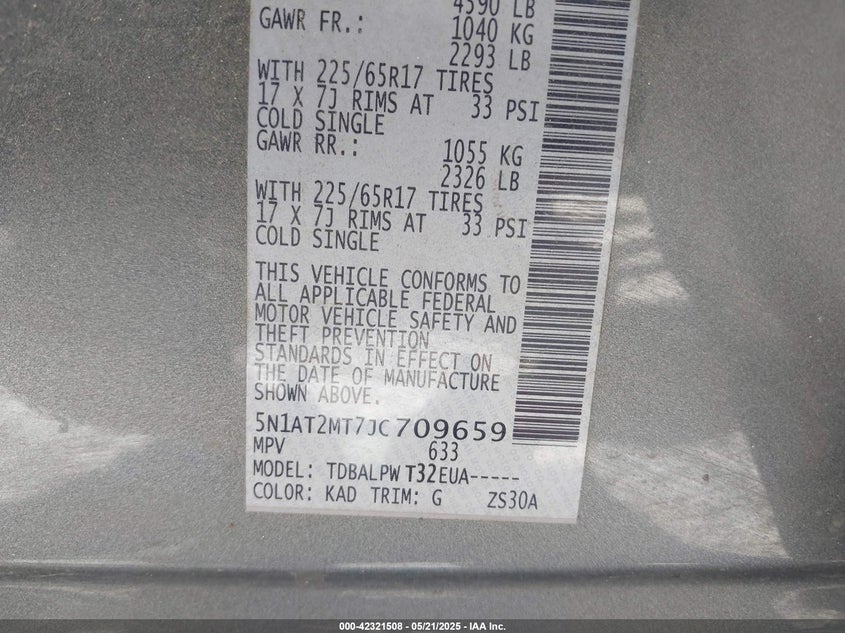 4590 LB
GAWR FR.: 1040 KG
2293 LB
WITH 225/65R17 TIRES
17 X 7J RIMS AT 33 PSI
COLD SINGLE
GAWR RR.: 1055 KG
2326 LB
WITH 225/65R17 TIRES
17 X 7J RIMS AT 33 PSI
COLD SINGLE
THIS VEHICLE CONFORMS TO
ALL APPLICABLE FEDERAL
MOTOR VEHICLE SAFETY AND
THEFT PREVENTION
STANDARDS IN EFFECT ON
THE DATE OF MANUFACTURE
SHOWN ABOVE.
5N1AT2MT7JC709659
MPV 633
MODEL: TDBALPW T32EUA-----
COLOR: KAD TRIM: G ZS30A
000-42321508 - 05/21/2025 - IAA Inc.